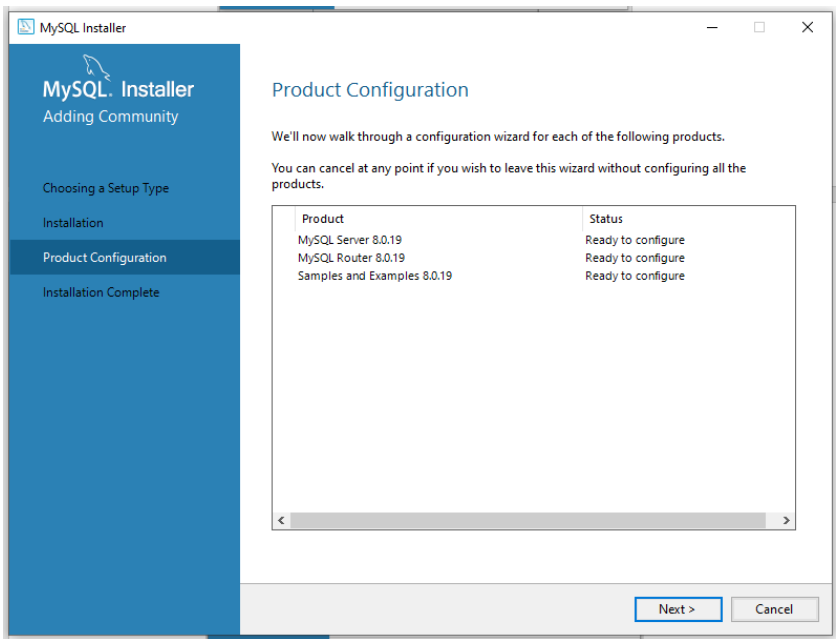 MySQL Installer
MySQL. Installer
Adding Community
Choosing a Setup Type
Installation
Product Configuration
Installation Complete
Product Configuration
We'll now walk through a configuration wizard for each of the following products.
You can cancel at any point if you wish to leave this wizard without configuring all the
products.
Product Status
MySQL Server 8.0.19 Ready to configure
MySQL Router 8.0.19 Ready to configure
Samples and Examples 8.0.19 Ready to configure
Next > Cancel